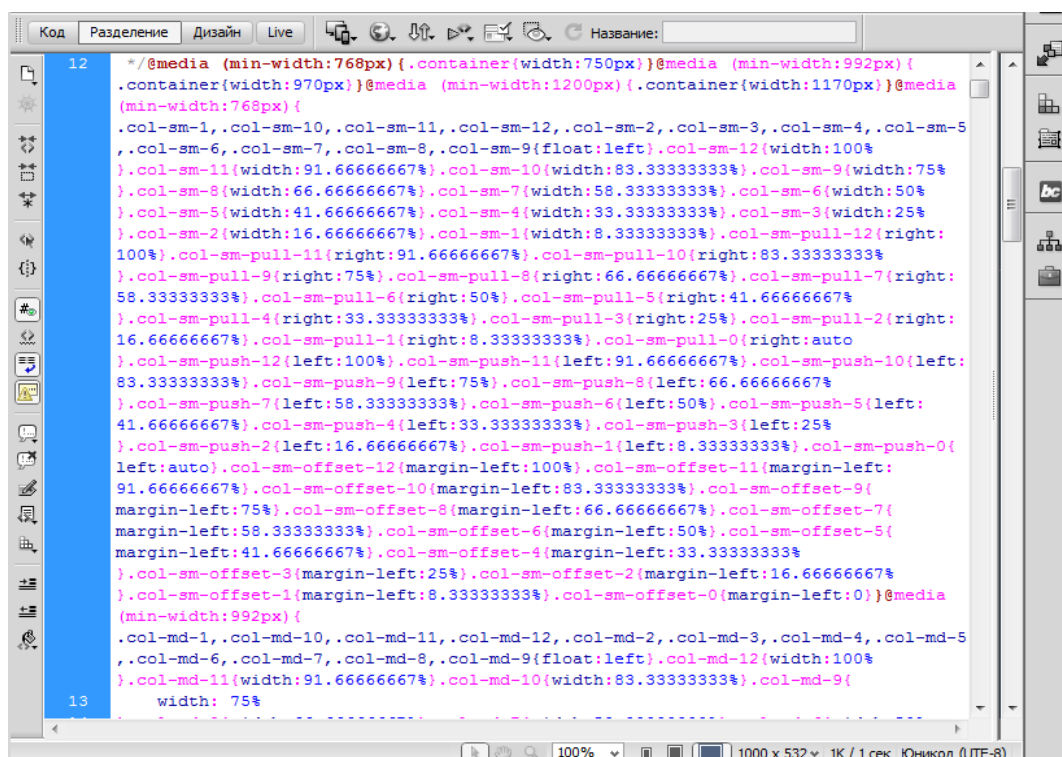 Код Разделение Дизайн Live Название:
12 */@media (min-width:768px){.container{width:750px}}@media (min-width:992px){
.container{width:970px}}@media (min-width:1200px){.container{width:1170px}}@media
(min-width:768px){
.col-sm-1,.col-sm-10,.col-sm-11,.col-sm-12,.col-sm-2,.col-sm-3,.col-sm-4,.col-sm-5
,.col-sm-6,.col-sm-7,.col-sm-8,.col-sm-9{float:left}.col-sm-12{width:100%
}.col-sm-11{width:91.66666667%}.col-sm-10{width:83.33333333%}.col-sm-9{width:75%
}.col-sm-8{width:66.66666667%}.col-sm-7{width:58.33333333%}.col-sm-6{width:50%
}.col-sm-5{width:41.66666667%}.col-sm-4{width:33.33333333%}.col-sm-3{width:25%
}.col-sm-2{width:16.66666667%}.col-sm-1{width:8.33333333%}.col-sm-pull-12{right:
100%}.col-sm-pull-11{right:91.66666667%}.col-sm-pull-10{right:83.33333333%
}.col-sm-pull-9{right:75%}.col-sm-pull-8{right:66.66666667%}.col-sm-pull-7{right:
58.33333333%}.col-sm-pull-6{right:50%}.col-sm-pull-5{right:41.66666667%
}.col-sm-pull-4{right:33.33333333%}.col-sm-pull-3{right:25%}.col-sm-pull-2{right:
16.66666667%}.col-sm-pull-1{right:8.33333333%}.col-sm-pull-0{right:auto
}.col-sm-push-12{left:100%}.col-sm-push-11{left:91.66666667%}.col-sm-push-10{left:
83.33333333%}.col-sm-push-9{left:75%}.col-sm-push-8{left:66.66666667%
}.col-sm-push-7{left:58.33333333%}.col-sm-push-6{left:50%}.col-sm-push-5{left:
41.66666667%}.col-sm-push-4{left:33.33333333%}.col-sm-push-3{left:25%
}.col-sm-push-2{left:16.66666667%}.col-sm-push-1{left:8.33333333%}.col-sm-push-0{
left:auto}.col-sm-offset-12{margin-left:100%}.col-sm-offset-11{margin-left:
91.66666667%}.col-sm-offset-10{margin-left:83.33333333%}.col-sm-offset-9{
margin-left:75%}.col-sm-offset-8{margin-left:66.66666667%}.col-sm-offset-7{
margin-left:58.33333333%}.col-sm-offset-6{margin-left:50%}.col-sm-offset-5{
margin-left:41.66666667%}.col-sm-offset-4{margin-left:33.33333333%
}.col-sm-offset-3{margin-left:25%}.col-sm-offset-2{margin-left:16.66666667%
}.col-sm-offset-1{margin-left:8.33333333%}.col-sm-offset-0{margin-left:0}}@media
(min-width:992px){
.col-md-1,.col-md-10,.col-md-11,.col-md-12,.col-md-2,.col-md-3,.col-md-4,.col-md-5
,.col-md-6,.col-md-7,.col-md-8,.col-md-9{float:left}.col-md-12{width:100%
}.col-md-11{width:91.66666667%}.col-md-10{width:83.33333333%}.col-md-9{
13 width: 75%
100% 1000 x 532 1K / 1 сек Юникод (UTF-8)
bc